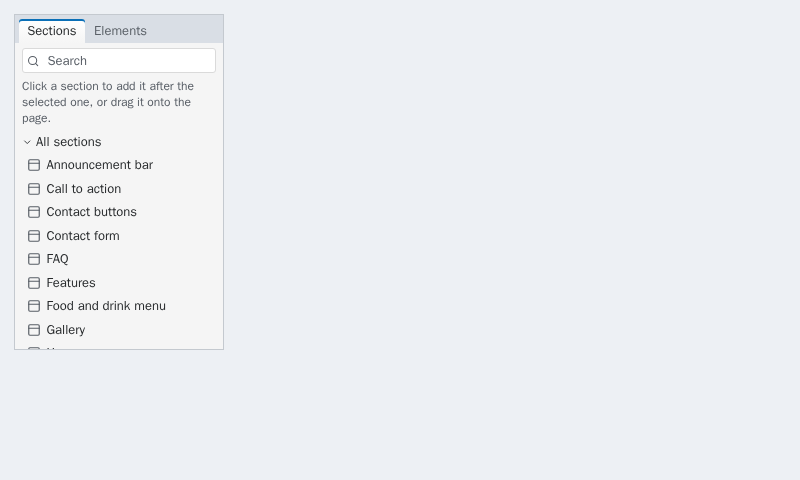 Sections Elements
Search
Click a section to add it after the
selected one, or drag it onto the
page.
All sections
Announcement bar
Call to action
Contact buttons
Contact form
FAQ
Features
Food and drink menu
Gallery